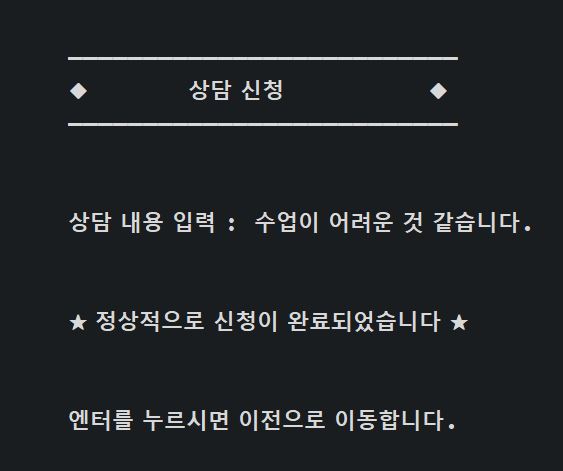 ◆ 상담 신청 ◆
상담 내용 입력 : 수업이 어려운 것 같습니다.
★ 정상적으로 신청이 완료되었습니다 ★
엔터를 누르시면 이전으로 이동합니다.